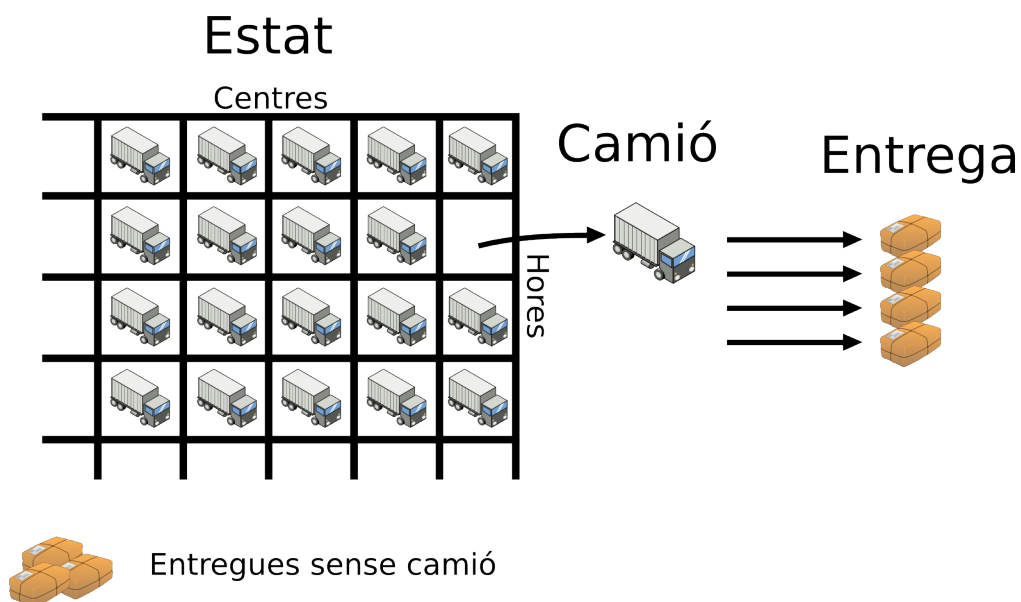 Estat
Centres
Camió
Entrega
Hores
Entregues sense camió